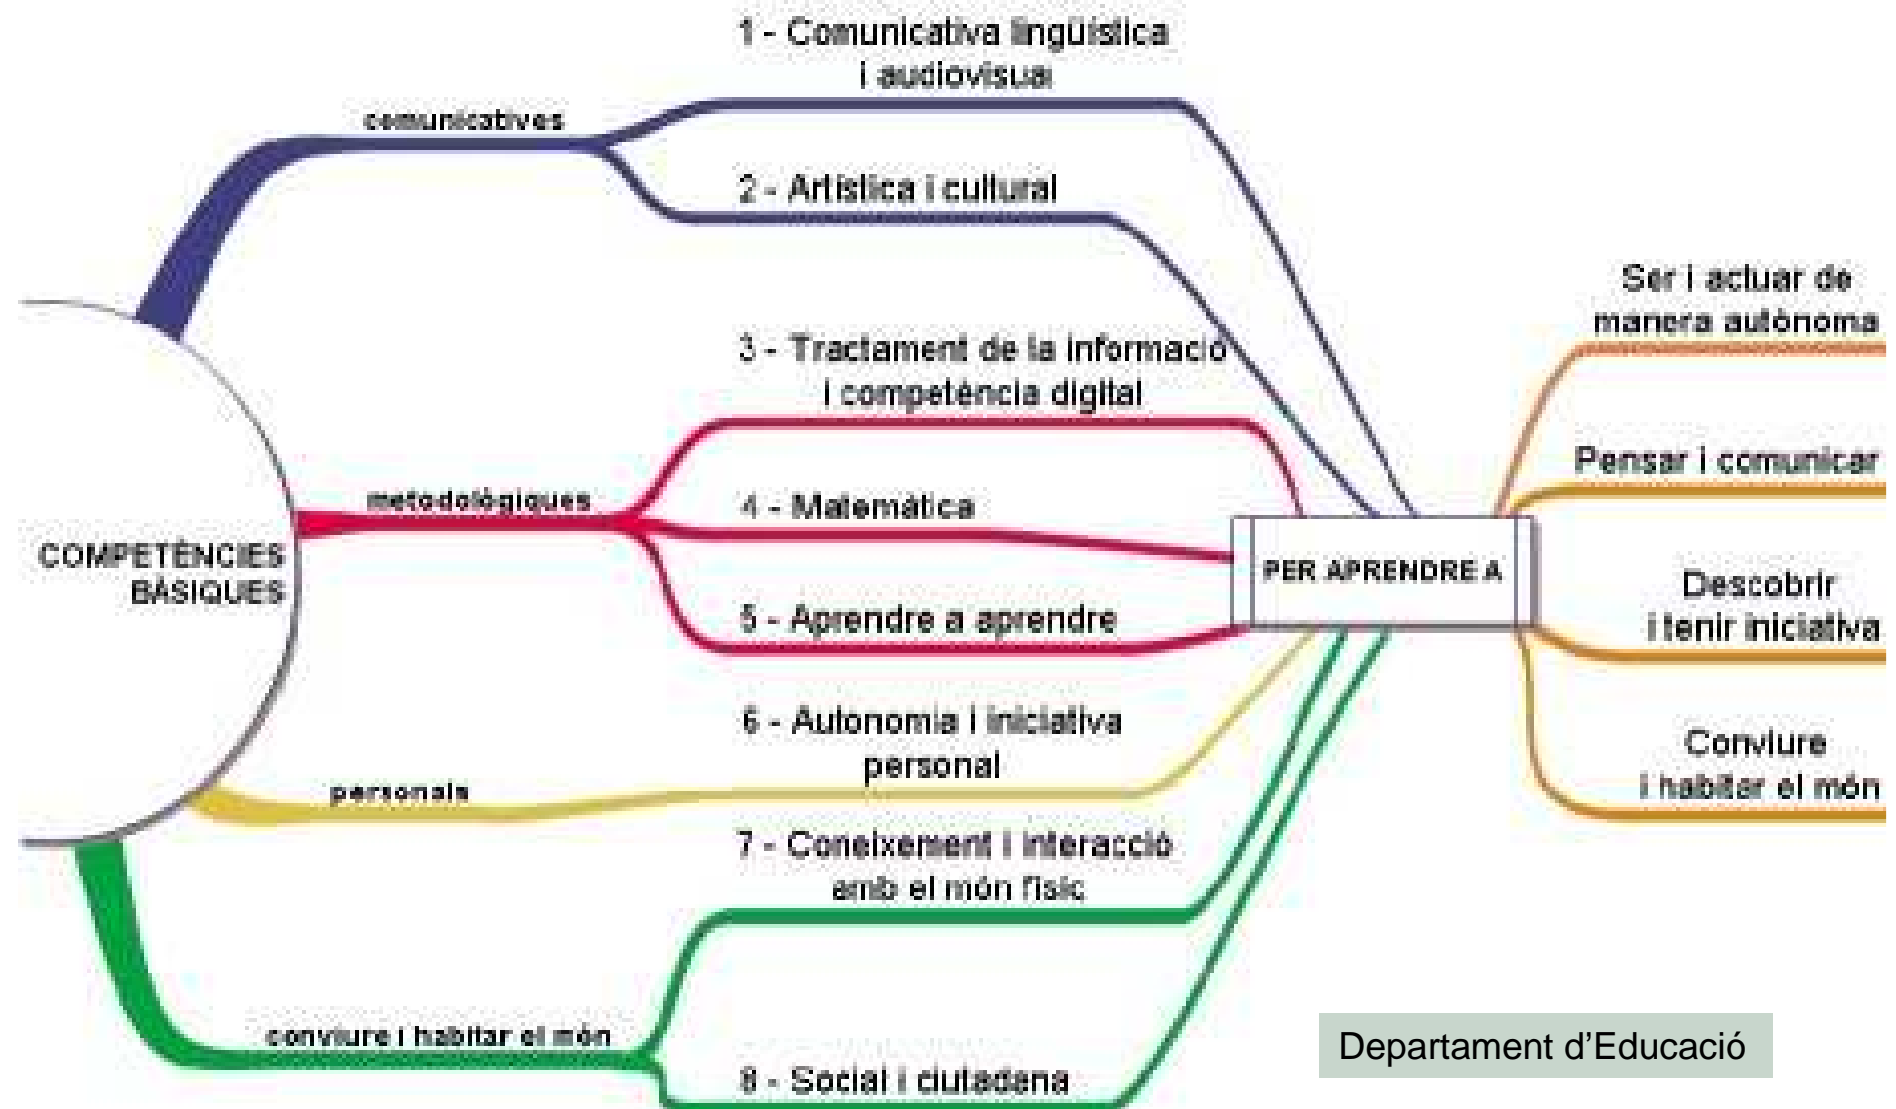 COMPETÈNCIES
BÀSIQUES
comunicatives
1 - Comunicativa lingüística
i audiovisual
2 - Artística i cultural
metodològiques
3 - Tractament de la informació
i competència digital
4 - Matemàtica
5 - Aprendre a aprendre
personals
6 - Autonomia i iniciativa
personal
conviure i habitar el món
7 - Coneixement i interacció
amb el món físic
8 - Social i ciutadana
PER APRENDRE A
Ser i actuar de
manera autònoma
Pensar i comunicar
Descobrir
i tenir iniciativa
Conviure
i habitar el món
Departament d’Educació